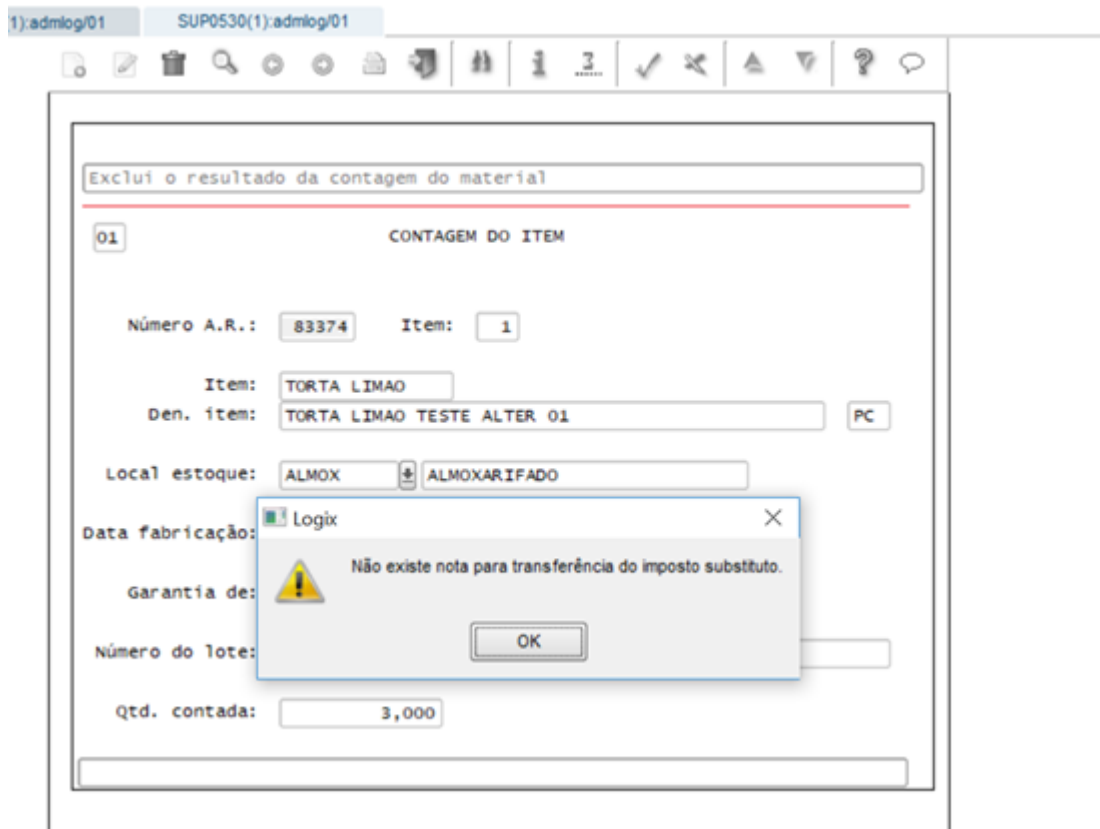 1):admlog/01 SUP0530(1):admlog/01
Exclui o resultado da contagem do material
01 CONTAGEM DO ITEM
Número A.R.: 83374 Item: 1
Item: TORTA LIMAO
Den. item: TORTA LIMAO TESTE ALTER 01 PC
Local estoque: ALMOX ALMOXARIFADO
Logix
Data fabricação:
Não existe nota para transferência do imposto substituto.
Garantia de:
OK
Número do lote:
Qtd. contada: 3,000